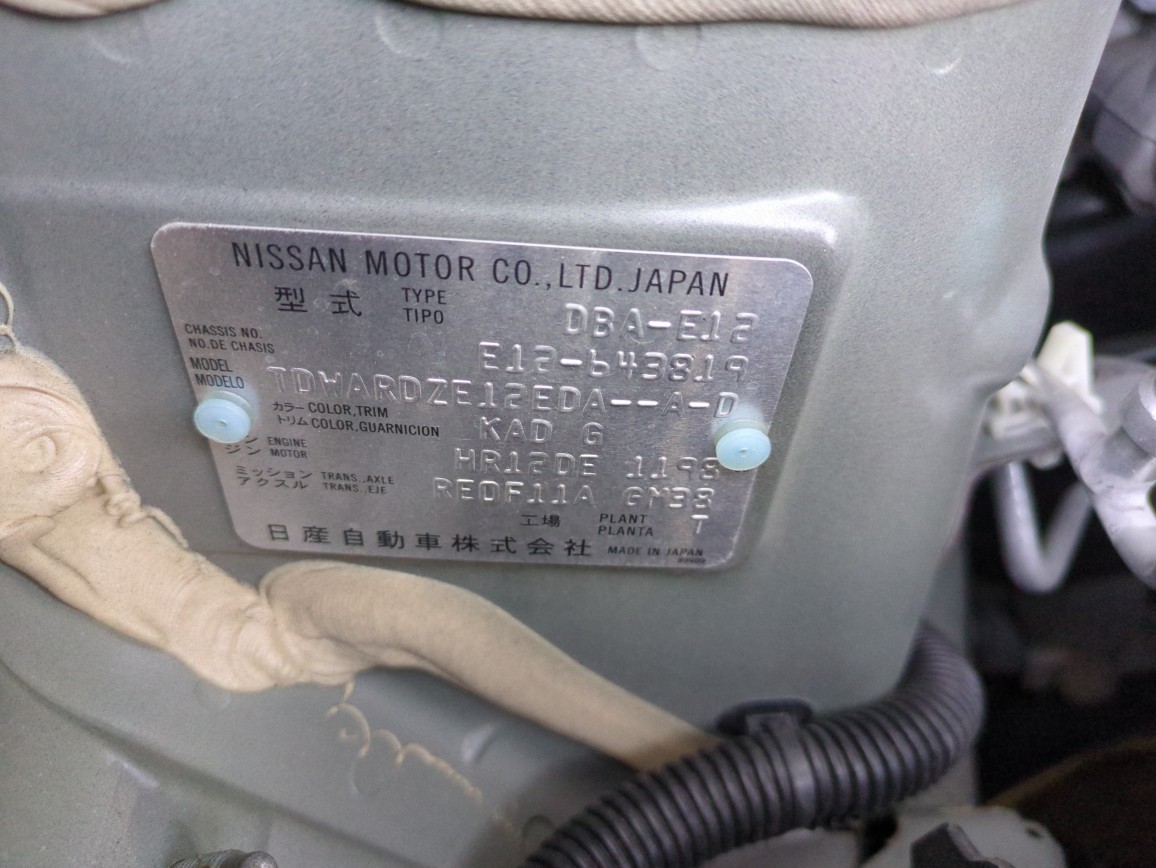 NISSAN MOTOR CO.,LTD.JAPAN
型式 TYPE TIPO DBA-E12
CHASSIS NO. NO.DE CHASIS E12-643819
MODEL MODELO TDWARDZE12EDA--A-D
カラー COLOR,TRIM
トリム COLOR,GUARNICION KAD G
ン ENGINE
ジン MOTOR HR12DE 1198
ミッション TRANS.,AXLE
アクスル TRANS.,EJE RE0F11A GM38
工場 PLANT PLANTA T
日産自動車株式会社 MADE IN JAPAN